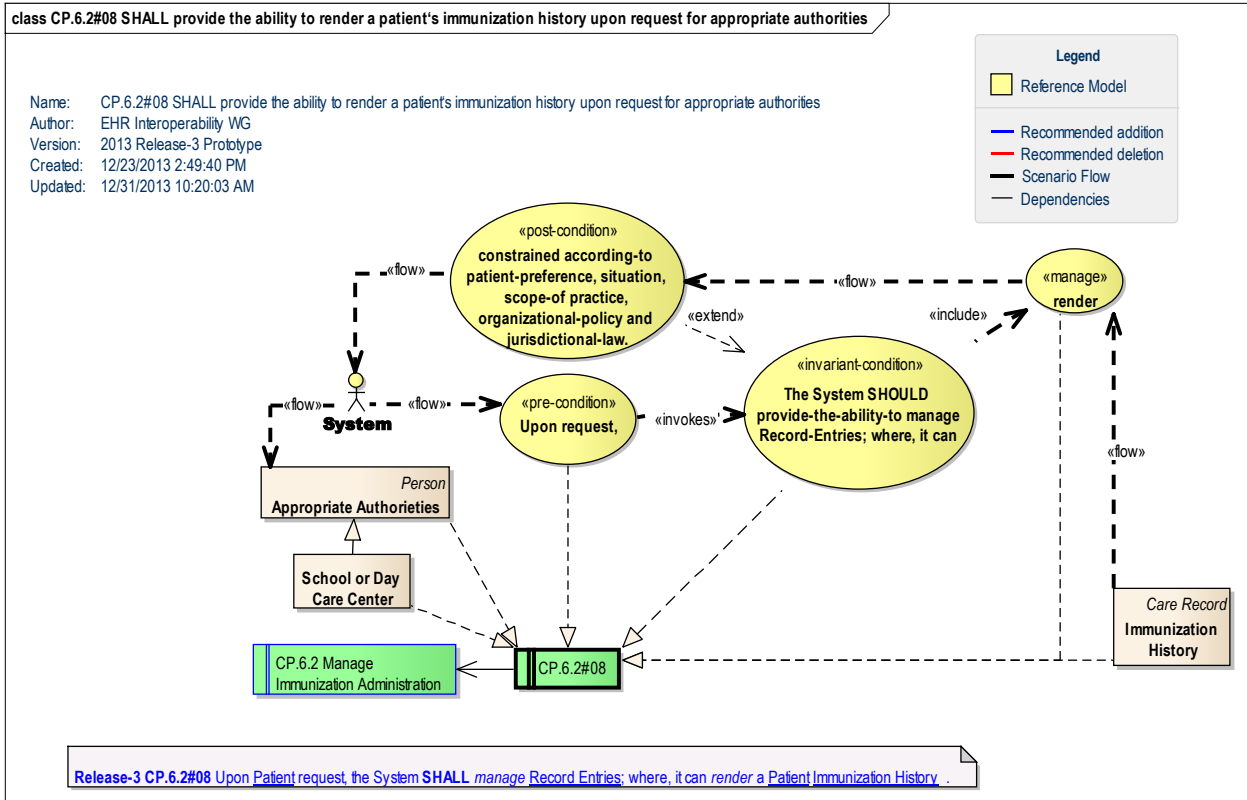 class CP.6.2#08 SHALL provide the ability to render a patient's immunization history upon request for appropriate authorities
Legend
Reference Model
Recommended addition
Recommended deletion
Scenario Flow
Dependencies
Name: CP.6.2#08 SHALL provide the ability to render a patient's immunization history upon request for appropriate authorities
Author: EHR Interoperability WG
Version: 2013 Release-3 Prototype
Created: 12/23/2013 2:49:40 PM
Updated: 12/31/2013 10:20:03 AM
«post-condition»
constrained according-to
patient-preference, situation,
scope-of practice,
organizational-policy and
jurisdictional-law.
«flow»
«flow»
«manage»
render
«extend»
«include»
«invariant-condition»
The System SHOULD
provide-the-ability-to manage
Record-Entries; where, it can
«flow»
System
«flow»
«pre-condition»
Upon request,
«invokes»'
«flow»
Person
Appropriate Authorieties
School or Day
Care Center
Care Record
Immunization
History
CP.6.2 Manage
Immunization Administration
CP.6.2#08
Release-3 CP.6.2#08 Upon Patient request, the System SHALL manage Record Entries; where, it can render a Patient Immunization History .